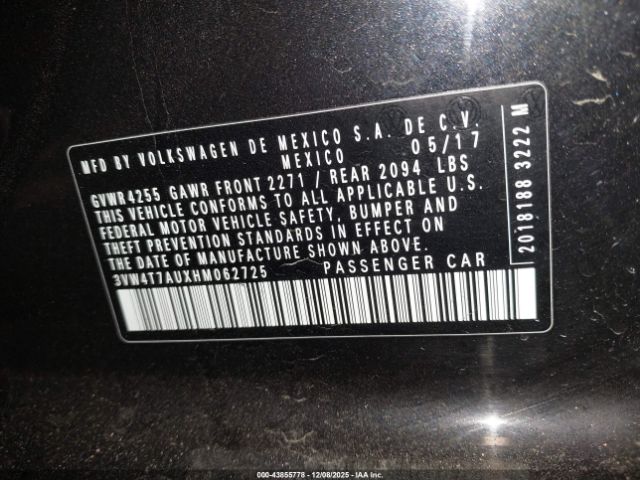 MFD BY VOLKSWAGEN DE MEXICO S.A. DE C.V.
MEXICO 05/17
GVWR4255 GAWR FRONT 2271 / REAR 2094 LBS
THIS VEHICLE CONFORMS TO ALL APPLICABLE U.S.
FEDERAL MOTOR VEHICLE SAFETY, BUMPER AND
THEFT PREVENTION STANDARDS IN EFFECT ON
THE DATE OF MANUFACTURE SHOWN ABOVE.
3VW4T7AUXHM062725 PASSENGER CAR
2018188 3222 M
000-43855778 - 12/08/2025 - IAA Inc.